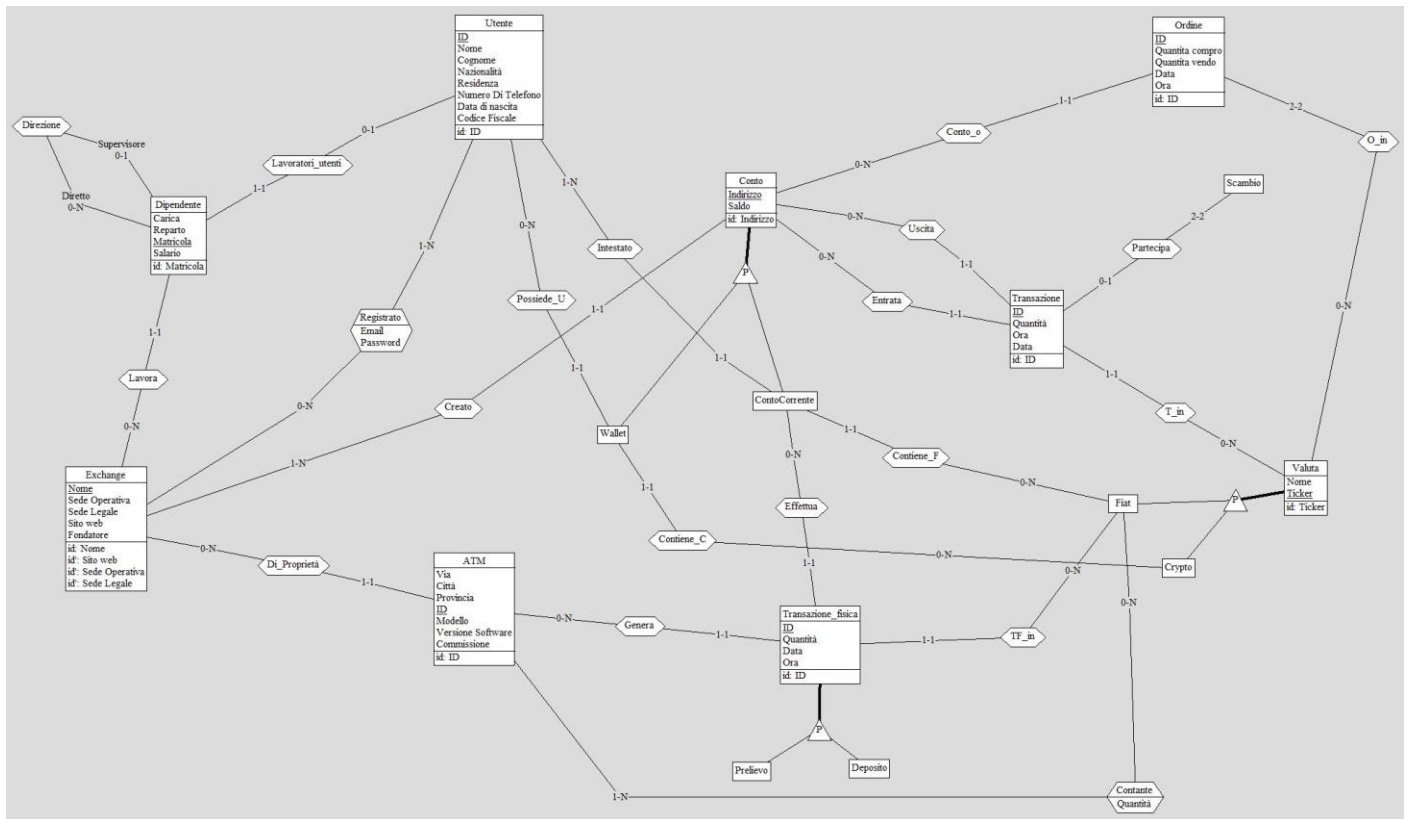 Utente
ID
Nome
Cognome
Nazionalità
Residenza
Numero Di Telefono
Data di nascita
Codice Fiscale
id: ID
Ordine
ID
Quantita compro
Quantita vendo
Data
Ora
id: ID
Direzione
Supervisore
0-1
Diretto
0-N
Lavoratori_utenti
0-1
1-1
Dipendente
Carica
Reparto
Matricola
Salario
id: Matricola
1-1
Lavora
0-N
1-N
Registrato
Email
Password
0-N
0-N
Possiede_U
1-1
1-N
Intestato
1-1
Conto
Indirizzo
Saldo
id: Indirizzo
P
1-1
Conto_o
0-N
2-2
O_in
0-N
0-N
Uscita
1-1
0-N
Entrata
1-1
Scambio
2-2
Partecipa
0-1
Transazione
ID
Quantità
Ora
Data
id: ID
1-1
T_in
0-N
1-1
Creato
1-N
Wallet
ContoCorrente
1-1
Contiene_F
0-N
1-1
Contiene_C
0-N
0-N
Effettua
1-1
Fiat
P
Crypto
Valuta
Nome
Ticker
id: Ticker
Exchange
Nome
Sede Operativa
Sede Legale
Sito web
Fondatore
id: Nome
id': Sito web
id': Sede Operativa
id': Sede Legale
0-N
Di_Proprietà
1-1
ATM
Via
Città
Provincia
ID
Modello
Versione Software
Commissione
id: ID
0-N
Genera
1-1
Transazione_fisica
ID
Quantità
Data
Ora
id: ID
1-1
TF_in
0-N
0-N
P
Prelievo
Deposito
1-N
Contante
Quantità